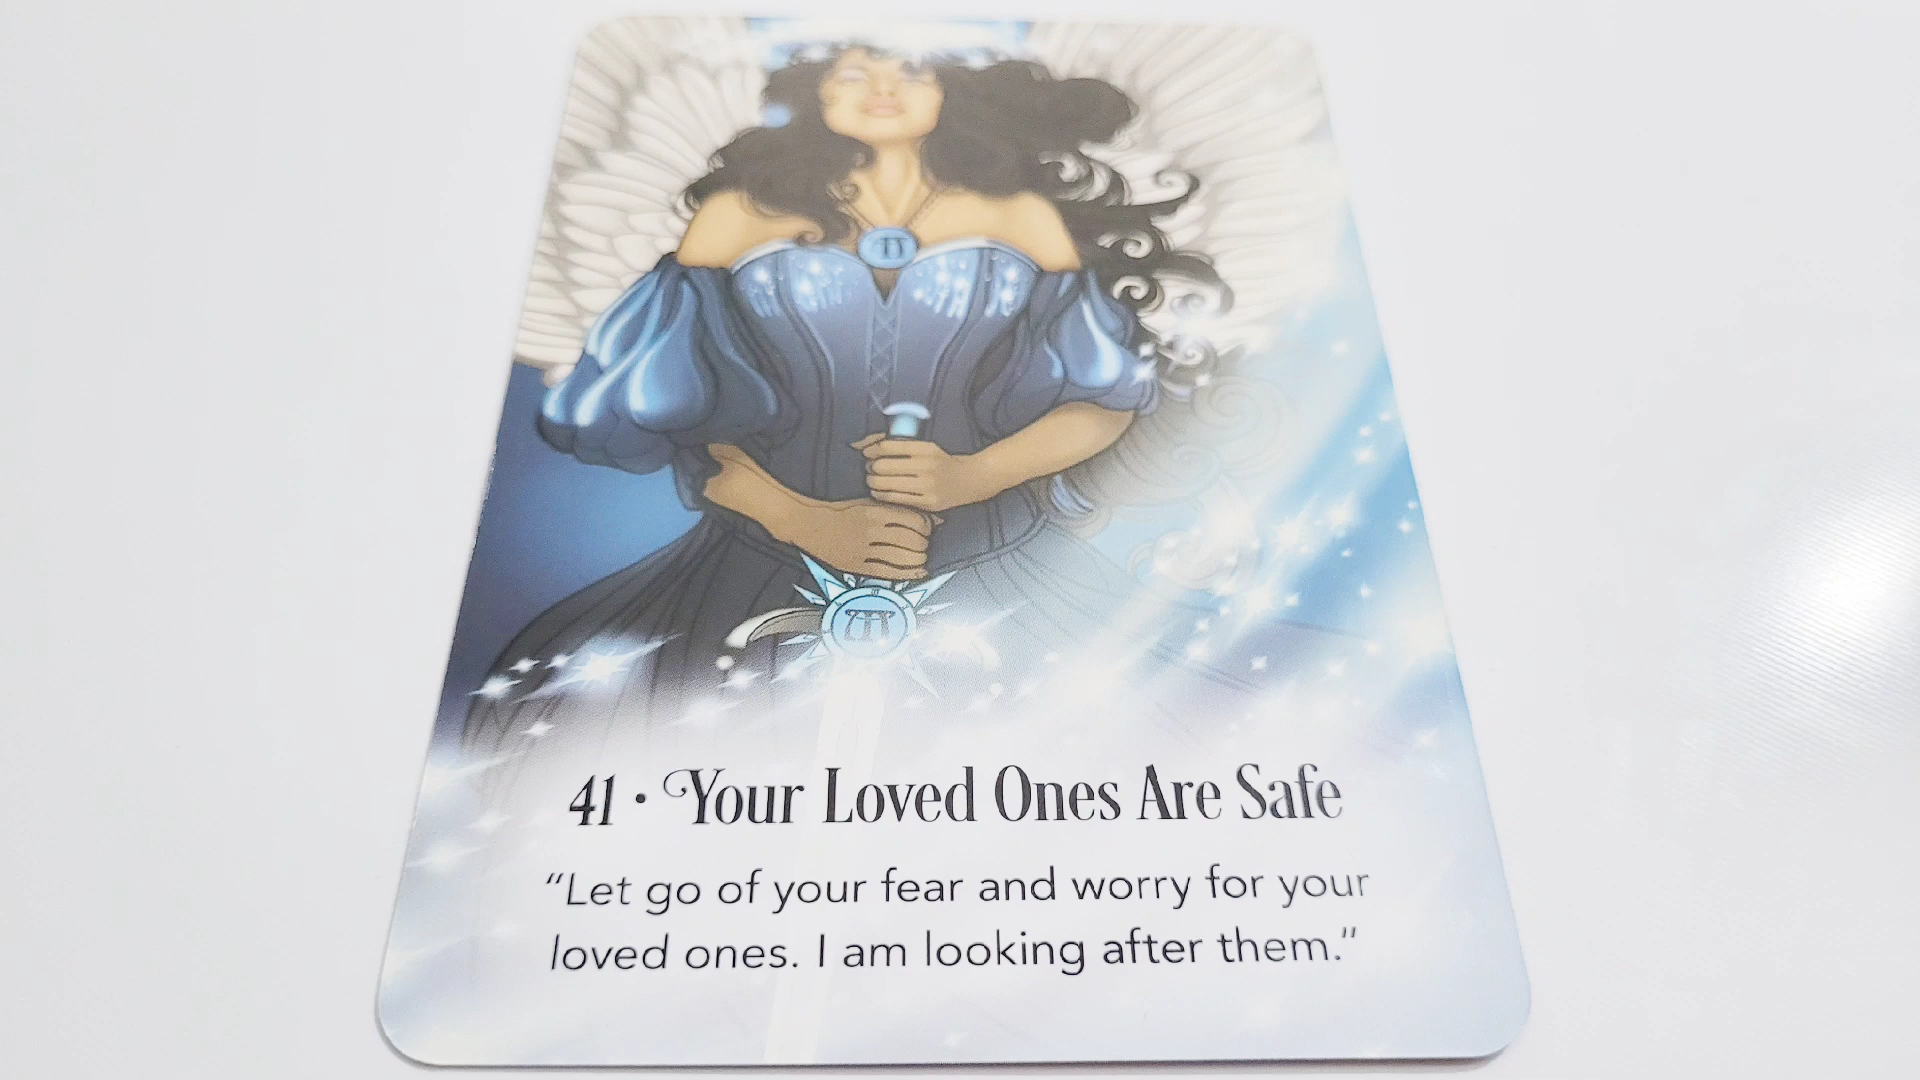 41 • Your Loved Ones Are Safe
“Let go of your fear and worry for your
loved ones. I am looking after them.”